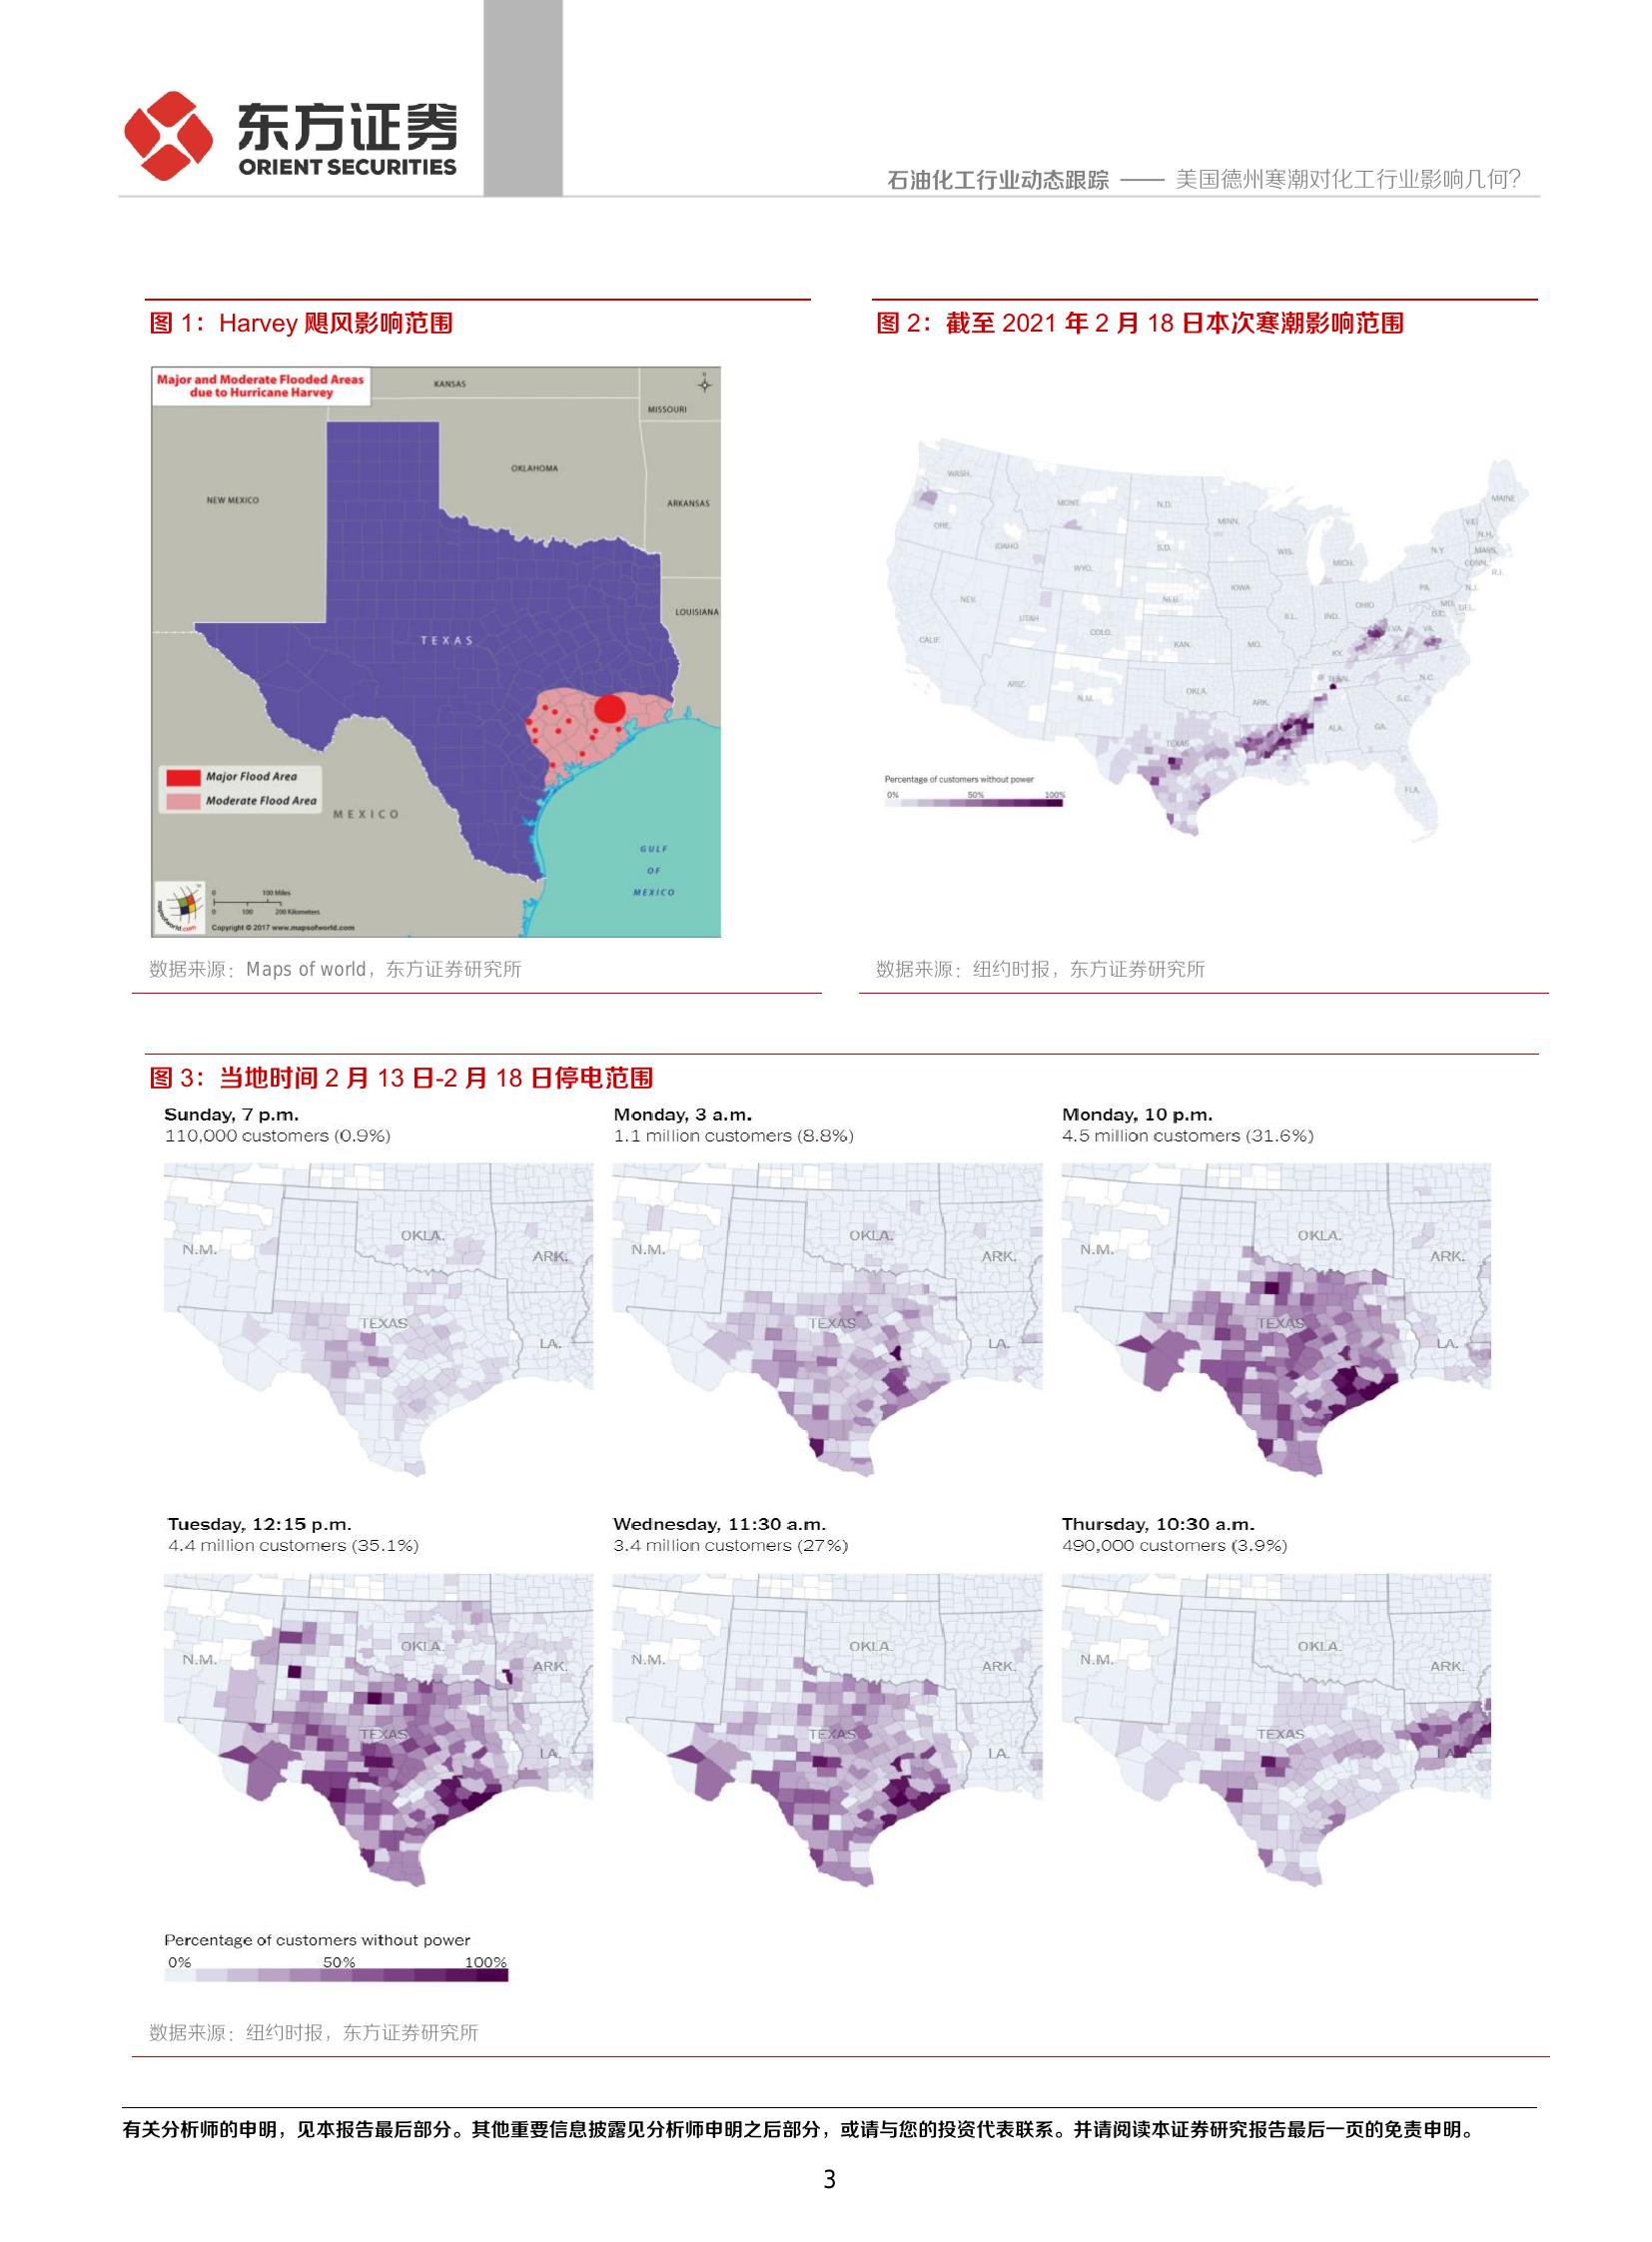 东方证券
ORIENT SECURITIES
石油化工行业动态跟踪 —— 美国德州寒潮对化工行业影响几何？
图 1：Harvey 飓风影响范围
Major and Moderate Flooded Areas
due to Hurricane Harvey
KANSAS
MISSOURI
OKLAHOMA
NEW MEXICO
ARKANSAS
LOUISIANA
TEXAS
Major Flood Area
Moderate Flood Area
MEXICO
GULF
OF
MEXICO
0 100 Miles
0 100 200 Kilometers
Copyright © 2017 www.mapsofworld.com
数据来源：Maps of world，东方证券研究所
图 2：截至 2021 年 2 月 18 日本次寒潮影响范围
WASH.
MONT.
N.D.
MINN.
MAINE
ORE.
IDAHO
S.D.
WIS.
MICH.
N.Y.
N.H.
MASS.
CONN.
R.I.
WYO.
IOWA
NEB.
NEV.
UTAH
COLO.
ILL.
IND.
OHIO
PA.
N.J.
MD.
DEL.
D.C.
CALIF.
KAN.
MO.
KY.
VA.
ARIZ.
N.M.
OKLA.
ARK.
TENN.
N.C.
S.C.
TEXAS
ALA.
GA.
FLA.
Percentage of customers without power
0% 50% 100%
数据来源：纽约时报，东方证券研究所
图 3：当地时间 2 月 13 日-2 月 18 日停电范围
Sunday, 7 p.m.
110,000 customers (0.9%)
OKLA.
N.M.
ARK.
TEXAS
LA.
Monday, 3 a.m.
1.1 million customers (8.8%)
OKLA.
N.M.
ARK.
TEXAS
LA.
Monday, 10 p.m.
4.5 million customers (31.6%)
OKLA.
N.M.
ARK.
TEXAS
LA.
Tuesday, 12:15 p.m.
4.4 million customers (35.1%)
OKLA.
N.M.
ARK.
TEXAS
LA.
Wednesday, 11:30 a.m.
3.4 million customers (27%)
OKLA.
N.M.
ARK.
TEXAS
LA.
Thursday, 10:30 a.m.
490,000 customers (3.9%)
OKLA.
N.M.
ARK.
TEXAS
LA.
Percentage of customers without power
0% 50% 100%
数据来源：纽约时报，东方证券研究所
有关分析师的申明，见本报告最后部分。其他重要信息披露见分析师申明之后部分，或请与您的投资代表联系。并请阅读本证券研究报告最后一页的免责申明。
3